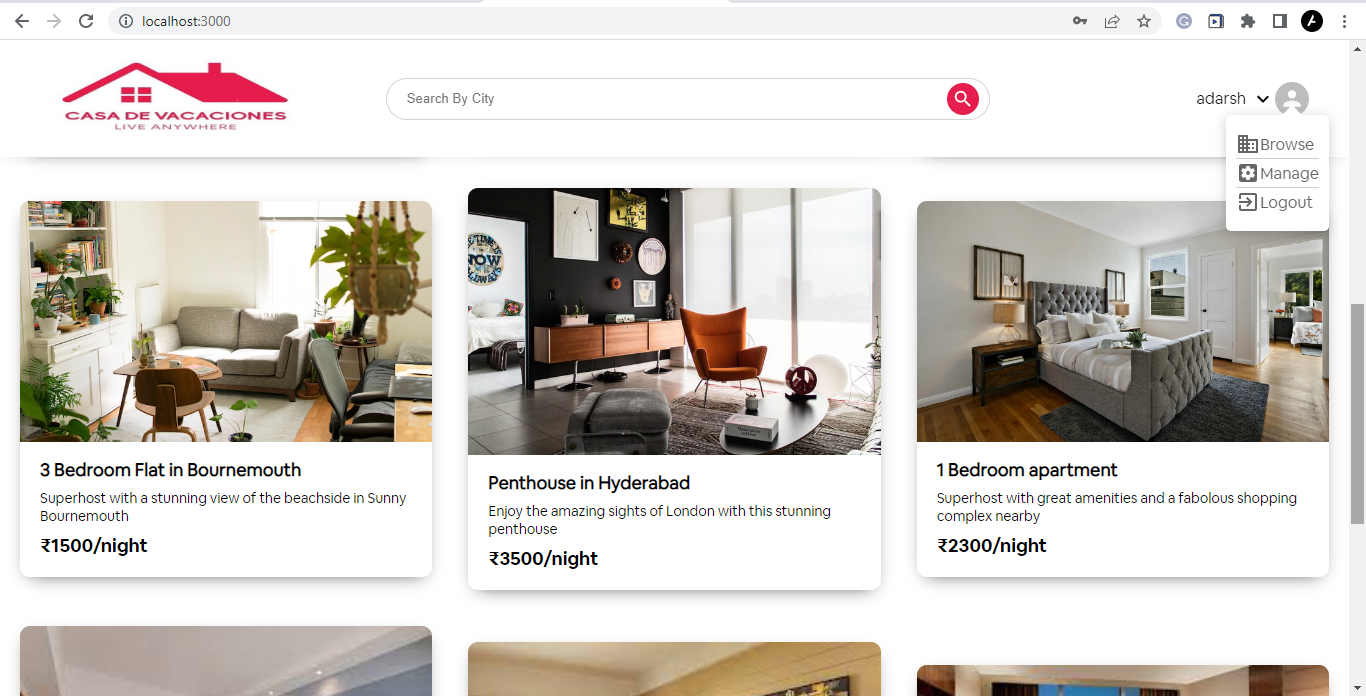 localhost:3000
CASA DE VACACIONES
LIVE ANYWHERE
Search By City
adarsh
Browse
Manage
Logout
3 Bedroom Flat in Bournemouth
Superhost with a stunning view of the beachside in Sunny
Bournemouth
₹1500/night
Penthouse in Hyderabad
Enjoy the amazing sights of London with this stunning
penthouse
₹3500/night
1 Bedroom apartment
Superhost with great amenities and a fabolous shopping
complex nearby
₹2300/night